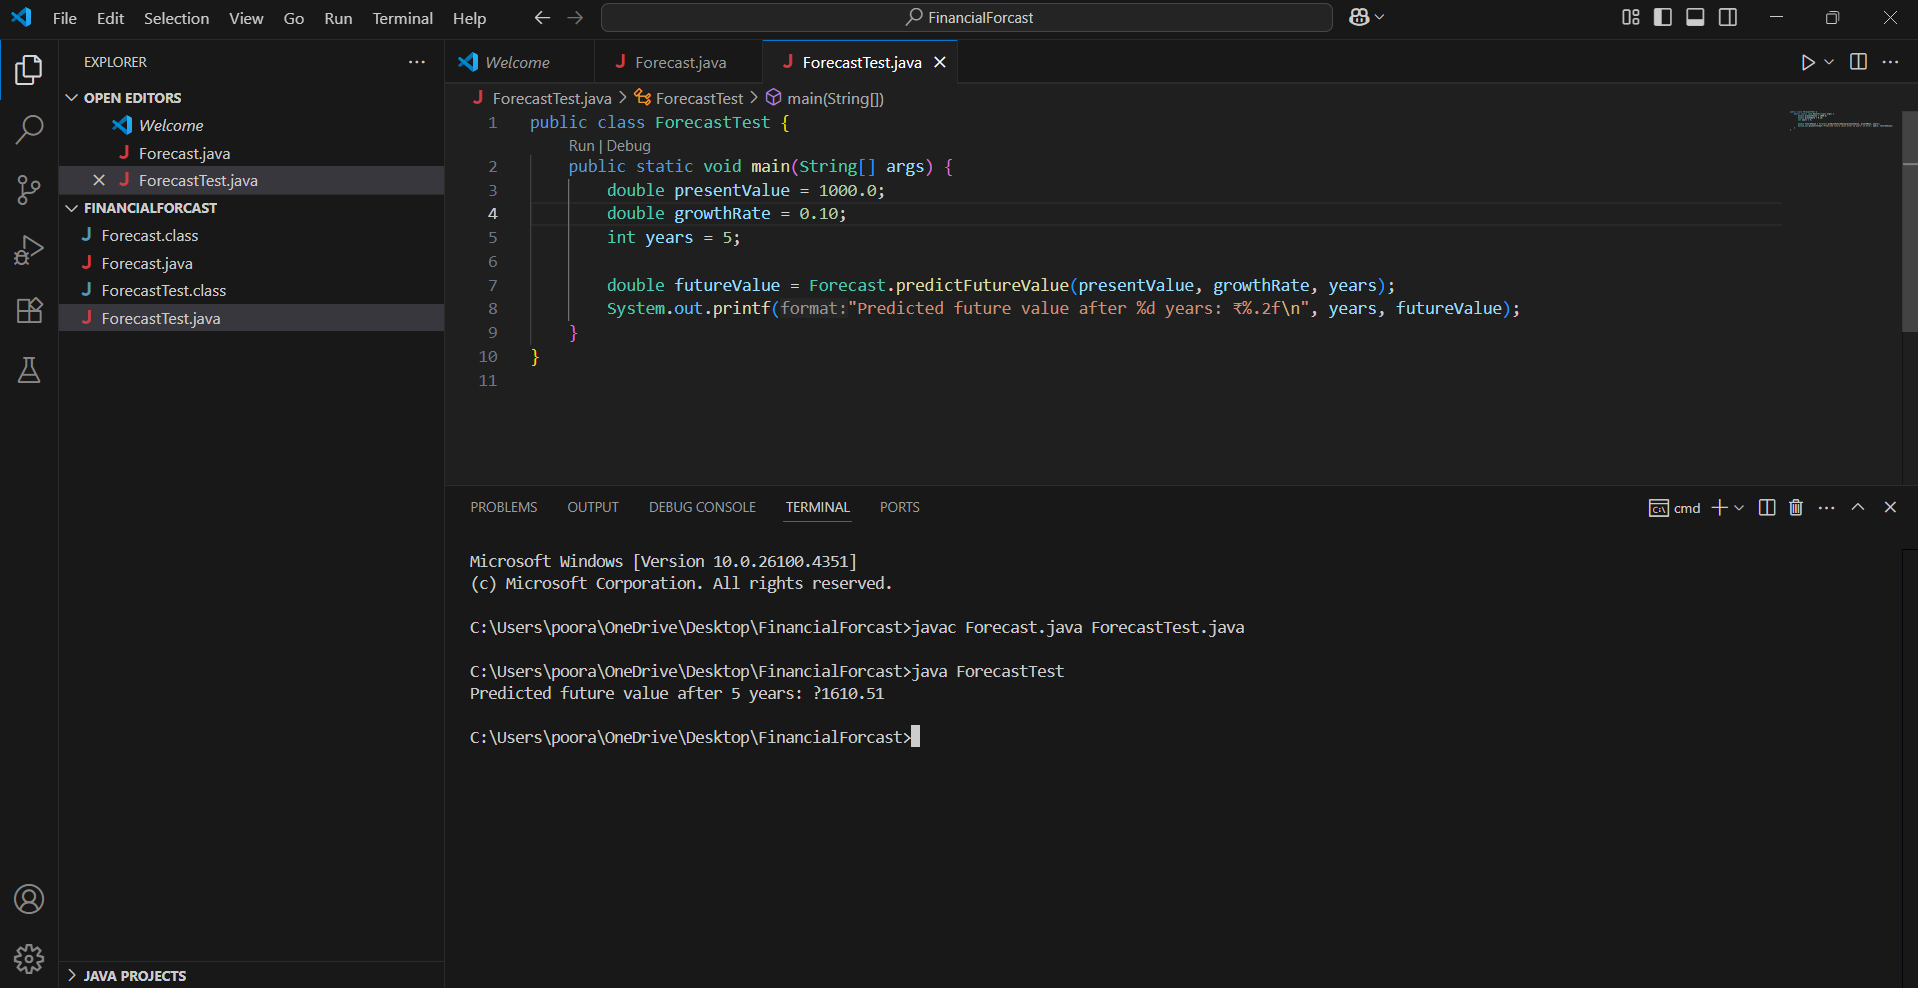 File Edit Selection View Go Run Terminal Help
FinancialForcast
EXPLORER
OPEN EDITORS
Welcome
Forecast.java
ForecastTest.java
FINANCIALFORCAST
Forecast.class
Forecast.java
ForecastTest.class
ForecastTest.java
JAVA PROJECTS
Welcome Forecast.java ForecastTest.java
ForecastTest.java > ForecastTest > main(String[])
1 public class ForecastTest {
Run | Debug
2 public static void main(String[] args) {
3 double presentValue = 1000.0;
4 double growthRate = 0.10;
5 int years = 5;
6
7 double futureValue = Forecast.predictFutureValue(presentValue, growthRate, years);
8 System.out.printf(format:"Predicted future value after %d years: ₹%.2f\n", years, futureValue);
9 }
10 }
11
PROBLEMS OUTPUT DEBUG CONSOLE TERMINAL PORTS
cmd
Microsoft Windows [Version 10.0.26100.4351]
(c) Microsoft Corporation. All rights reserved.
C:\Users\poora\OneDrive\Desktop\FinancialForcast>javac Forecast.java ForecastTest.java
C:\Users\poora\OneDrive\Desktop\FinancialForcast>java ForecastTest
Predicted future value after 5 years: ?1610.51
C:\Users\poora\OneDrive\Desktop\FinancialForcast>